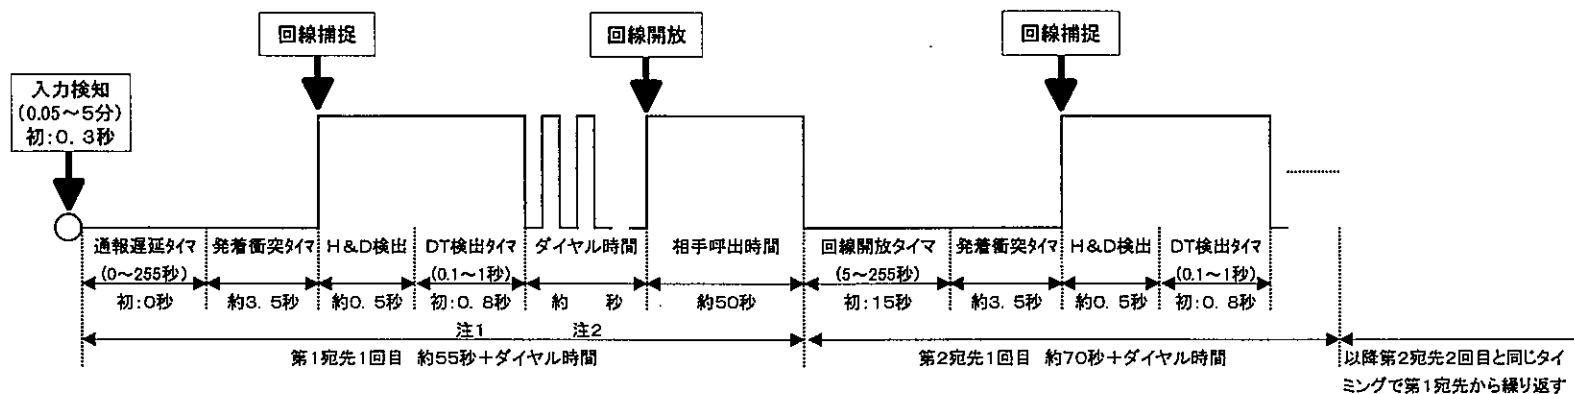 回線捕捉
回線開放
回線捕捉
入力検知
(0.05～5分)
初:0.3秒
通報遅延タイマ
(0～255秒)
初:0秒
発着衝突タイマ
約3.5秒
H&D検出
約0.5秒
DT検出タイマ
(0.1～1秒)
初:0.8秒
ダイヤル時間
約 秒
相手呼出時間
約50秒
回線開放タイマ
(5～255秒)
初:15秒
発着衝突タイマ
約3.5秒
H&D検出
約0.5秒
DT検出タイマ
(0.1～1秒)
初:0.8秒
注1 注2
第1宛先1回目 約55秒+ダイヤル時間
第2宛先1回目 約70秒+ダイヤル時間
以降第2宛先2回目と同じタイ
ミングで第1宛先から繰り返す